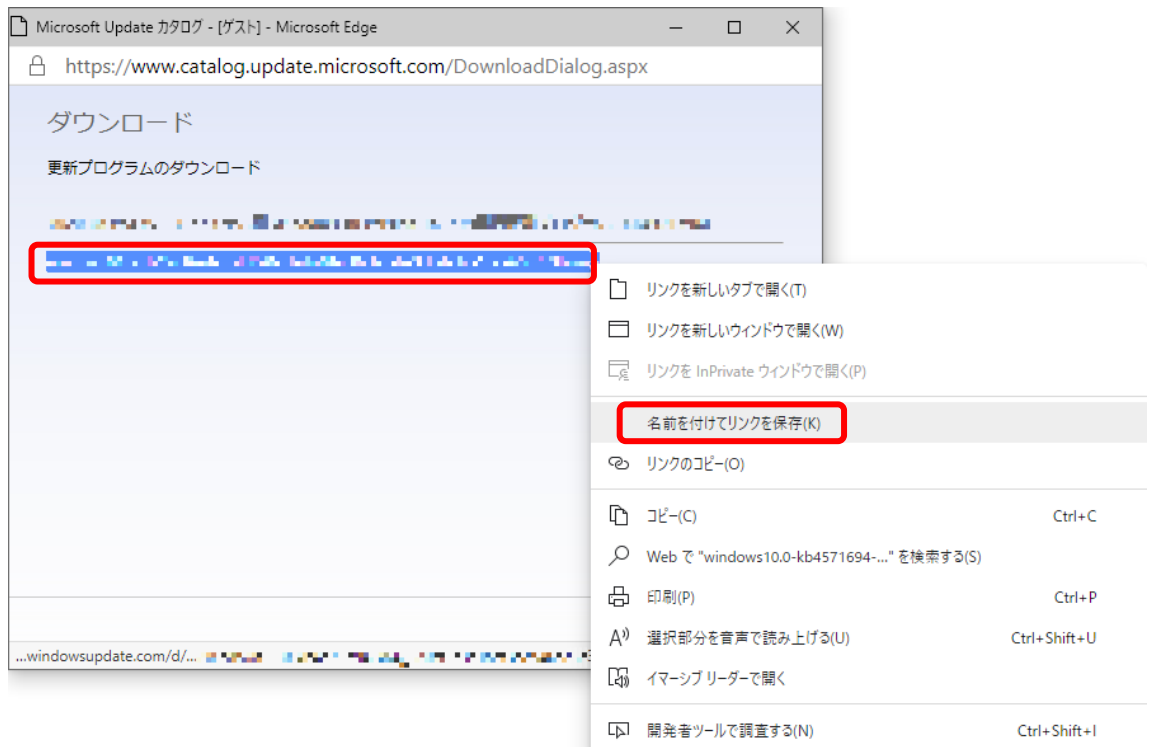 Microsoft Update カタログ - [ゲスト] - Microsoft Edge
https://www.catalog.update.microsoft.com/DownloadDialog.aspx
ダウンロード
更新プログラムのダウンロード
リンクを新しいタブで開く(T)
リンクを新しいウィンドウで開く(W)
リンクを InPrivate ウィンドウで開く(P)
名前を付けてリンクを保存(K)
リンクのコピー(O)
コピー(C) Ctrl+C
Web で "windows10.0-kb4571694-..." を検索する(S)
印刷(P) Ctrl+P
選択部分を音声で読み上げる(U) Ctrl+Shift+U
...windowsupdate.com/d/...
イマーシブ リーダーで開く
開発者ツールで調査する(N) Ctrl+Shift+I